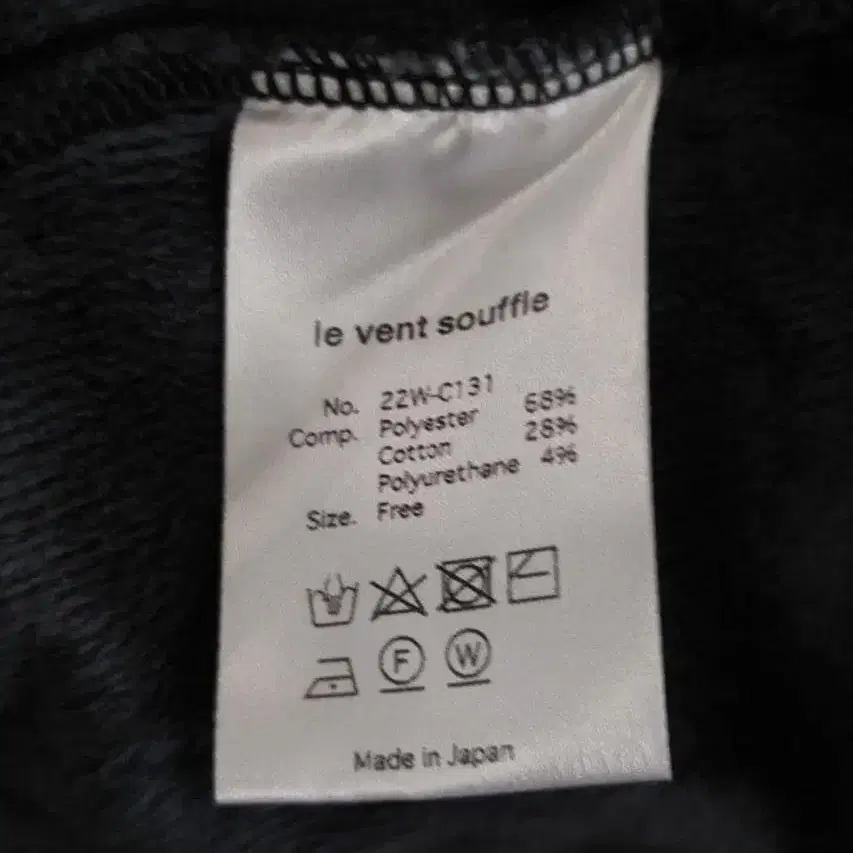 le vent souffle
No. 22W-C131
Comp. Polyester 68%
Cotton 28%
Polyurethane 4%
Size. Free
F W
Made in Japan